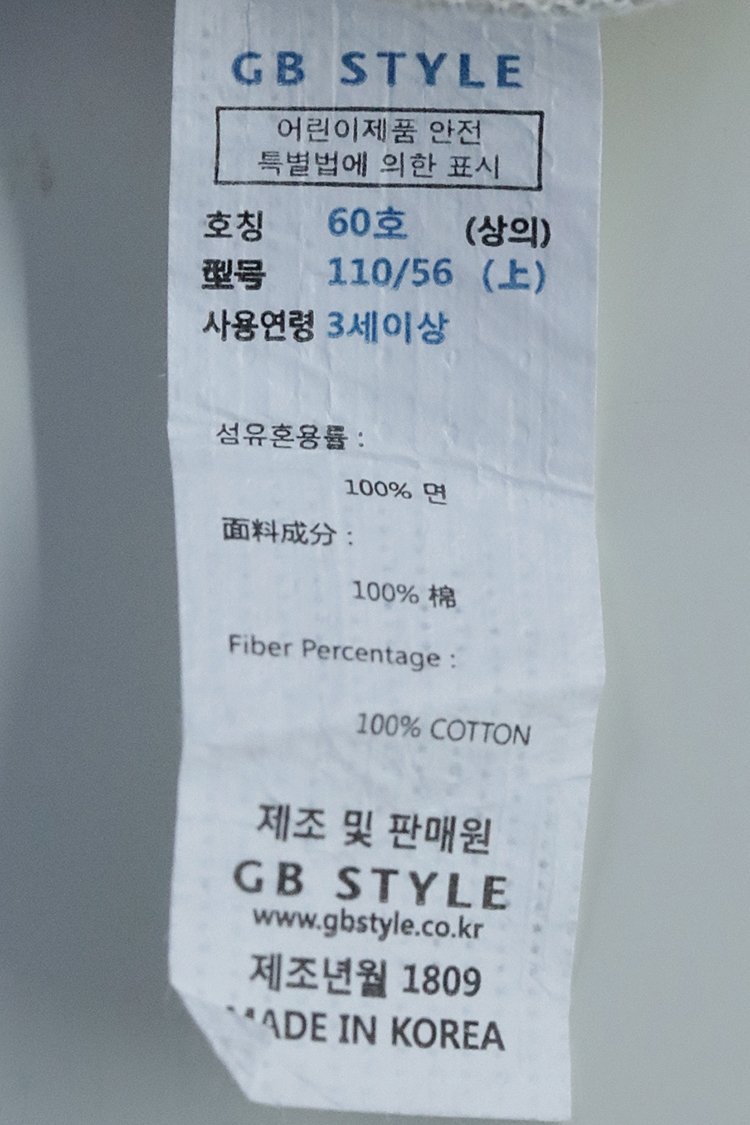 GB STYLE
어린이제품 안전
특별법에 의한 표시
호칭 60호 (상의)
型号 110/56 (上)
사용연령 3세이상
섬유혼용률 :
100% 면
面料成分 :
100% 棉
Fiber Percentage :
100% COTTON
제조 및 판매원
GB STYLE
www.gbstyle.co.kr
제조년월 1809
MADE IN KOREA